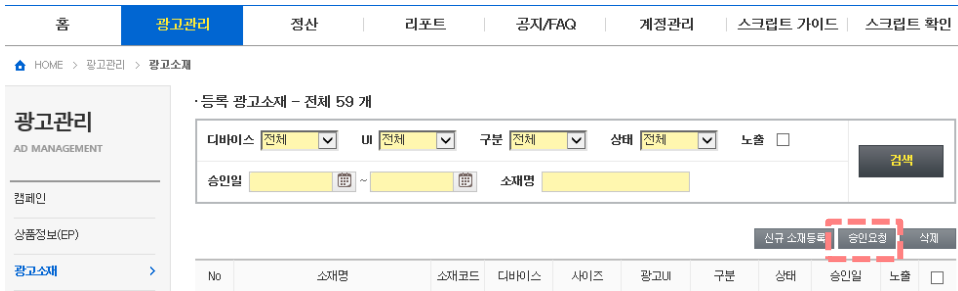 홈 광고관리 정산 리포트 공지/FAQ 계정관리 스크립트 가이드 스크립트 확인
HOME > 광고관리 > 광고소재
광고관리
AD MANAGEMENT
캠페인
상품정보(EP)
광고소재 >
· 등록 광고소재 - 전체 59 개
디바이스 전체 UI 전체 구분 전체 상태 전체 노출
승인일 ~ 소재명
검색
신규 소재등록 승인요청 삭제
No 소재명 소재코드 디바이스 사이즈 광고UI 구분 상태 승인일 노출